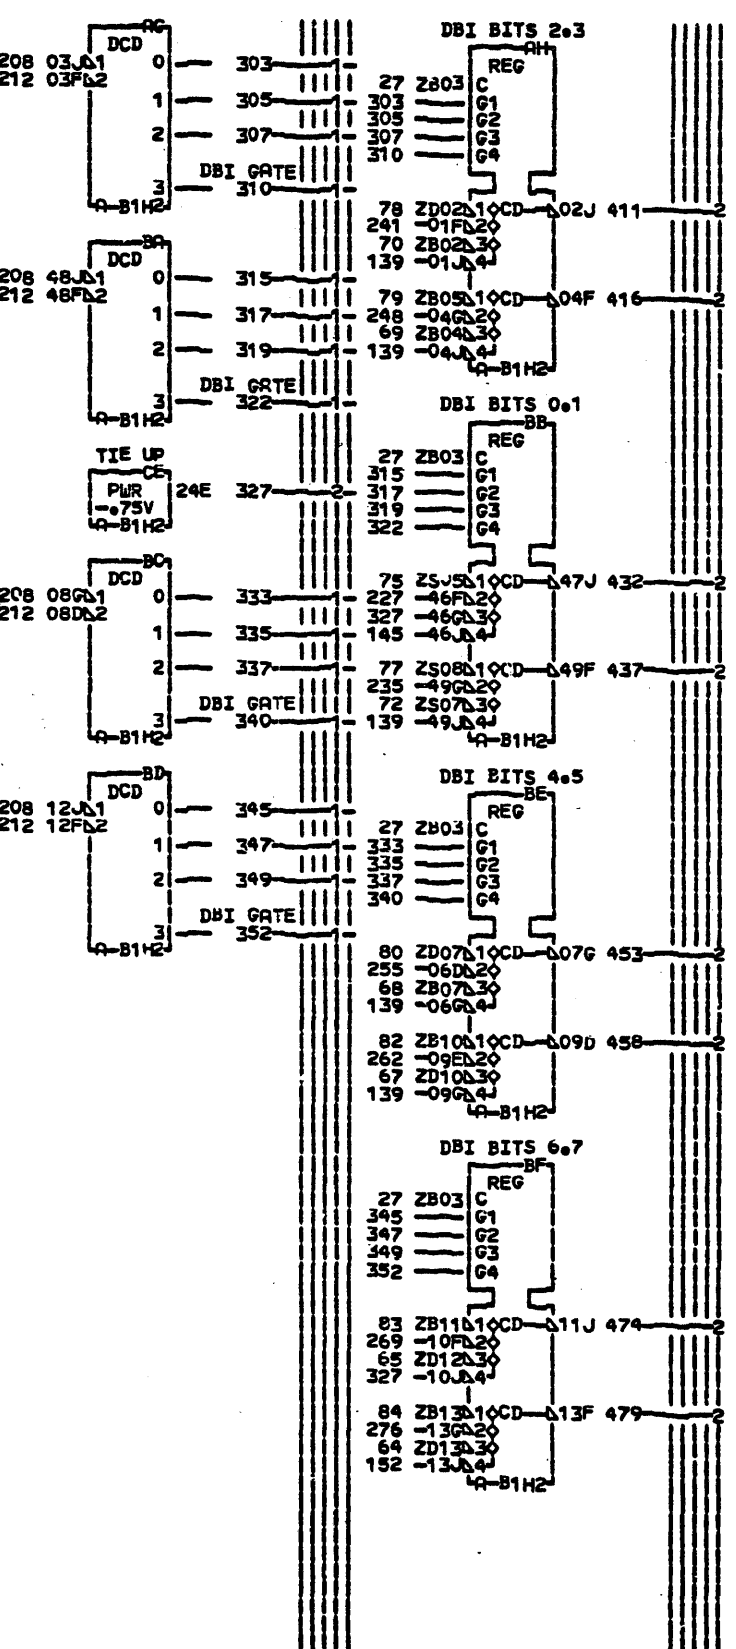 AG
DCD
208 03J 1 0 303
212 03F 2
1 305
2 307
DBI GATE
3 310
A-B1H2
BA
DCD
208 48J 1 0 315
212 48F 2
1 317
2 319
DBI GATE
3 322
A-B1H2
TIE UP
CE
PWR 24E 327 2
-.75V
A-B1H2
BC
DCD
208 08G 1 0 333
212 08D 2
1 335
2 337
DBI GATE
3 340
A-B1H2
BD
DCD
208 12J 1 0 345
212 12F 2
1 347
2 349
DBI GATE
3 352
A-B1H2
DBI BITS 2.3
AH
REG
27 ZB03 C
303 G1
305 G2
307 G3
310 G4
78 ZD02 1 CD 02J 411 2
241 -01F 2
70 ZB02 3
139 -01J 4
79 ZB05 1 CD 04F 416 2
248 -04G 2
69 ZB04 3
139 -04J 4
A-B1H2
DBI BITS 0.1
BB
REG
27 ZB03 C
315 G1
317 G2
319 G3
322 G4
75 1 CD 47J 432 2
227 -46F 2
327 -46G 3
145 -46J 4
77 ZS08 1 CD 49F 437 2
235 -49G 2
72 ZS07 3
139 -49J 4
A-B1H2
DBI BITS 4.5
BE
REG
27 ZB03 C
333 G1
335 G2
337 G3
340 G4
80 ZD07 1 CD 07G 453 2
255 -06D 2
68 ZB07 3
139 -06G 4
82 ZB10 1 CD 09D 458 2
262 -09E 2
67 ZD10 3
139 -09G 4
A-B1H2
DBI BITS 6.7
BF
REG
27 ZB03 C
345 G1
347 G2
349 G3
352 G4
83 ZB11 1 CD 11J 474 2
269 -10F 2
65 ZD12 3
327 -10J 4
84 ZB13 1 CD 13F 479 2
276 -13G 2
64 ZD13 3
152 -13J 4
A-B1H2